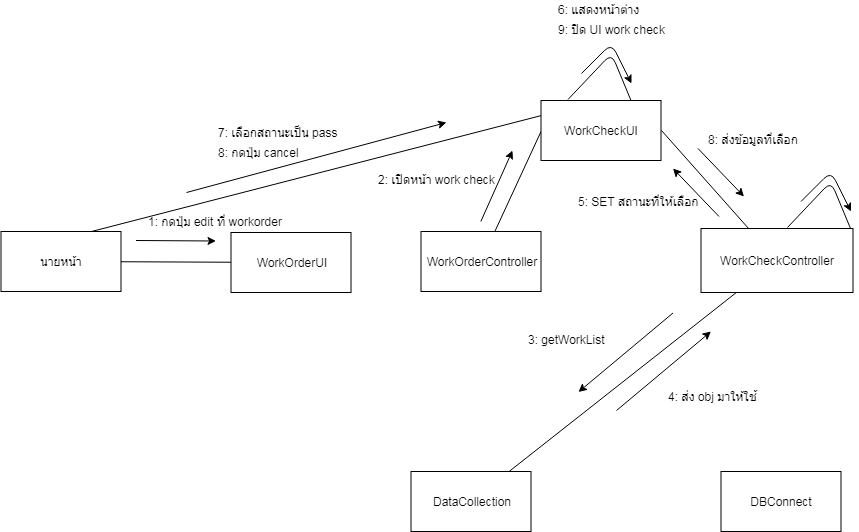 6: แสดงหน้าต่าง
9: ปิด UI work check
WorkCheckUI
7: เลือกสถานะเป็น pass
8: กดปุ่ม cancel
8: ส่งข้อมูลที่เลือก
2: เปิดหน้า work check
5: SET สถานะที่ให้เลือก
1: กดปุ่ม edit ที่ workorder
นายหน้า
WorkOrderUI
WorkOrderController
WorkCheckController
3: getWorkList
4: ส่ง obj มาให้ใช้
DataCollection
DBConnect